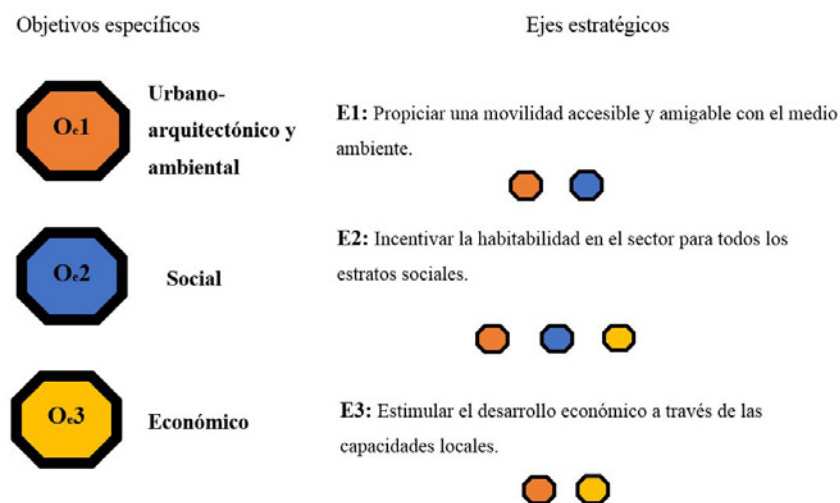 Objetivos específicos
Ejes estratégicos
Oe1
Urbano-
arquitectónico y
ambiental
E1: Propiciar una movilidad accesible y amigable con el medio
ambiente.
Oe2
Social
E2: Incentivar la habitabilidad en el sector para todos los
estratos sociales.
Oe3
Económico
E3: Estimular el desarrollo económico a través de las
capacidades locales.